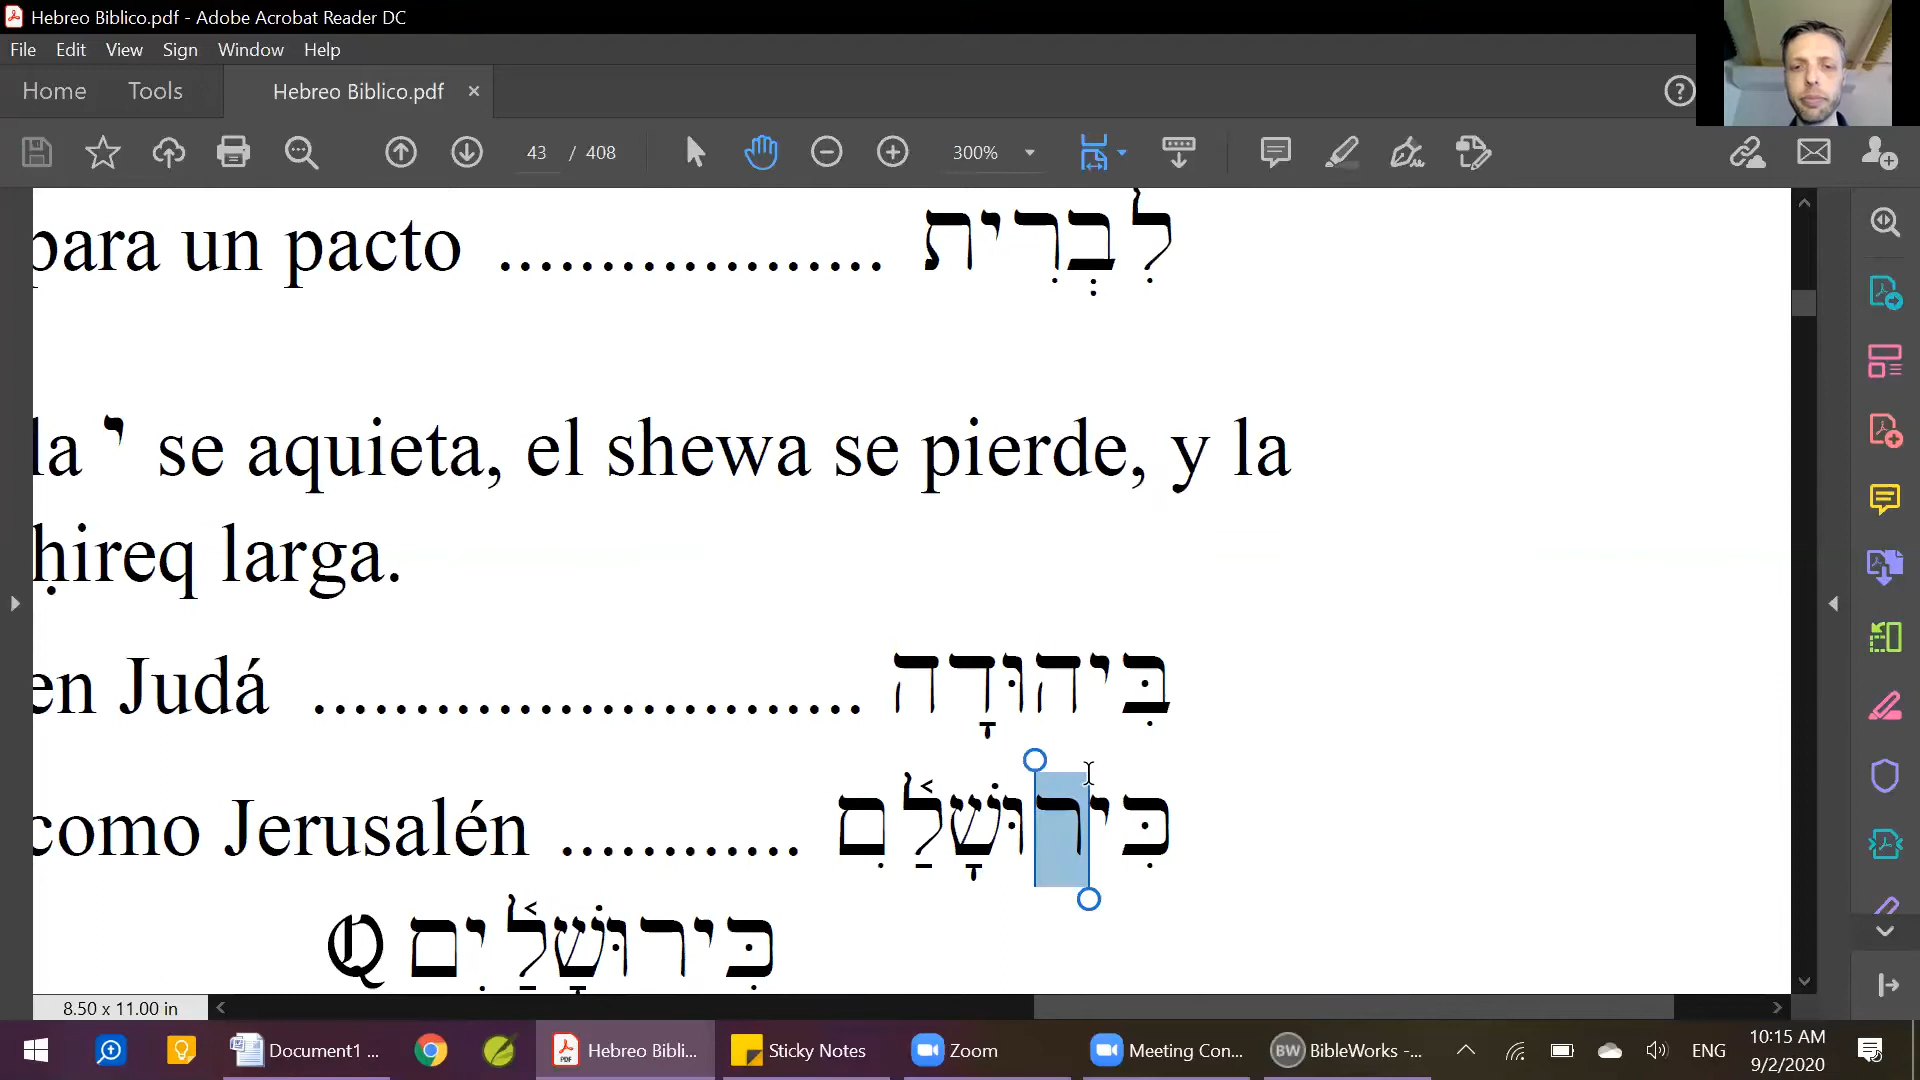 Hebreo Biblico.pdf - Adobe Acrobat Reader DC
File Edit View Sign Window Help
Home Tools Hebreo Biblico.pdf ×
43 / 408 300%
para un pacto ................... לִבְרִית
la י se aquieta, el shewa se pierde, y la
ḥireq larga.
en Judá ........................... בִּיהוּדָה
como Jerusalén ............ כִּירוּשָׁלַ֫ ִם
כִּירוּשָׁלַ֫יִם Q
8.50 x 11.00 in
Document1 ... Hebreo Bibli... Sticky Notes Zoom Meeting Con... BW BibleWorks -... ENG 10:15 AM
9/2/2020